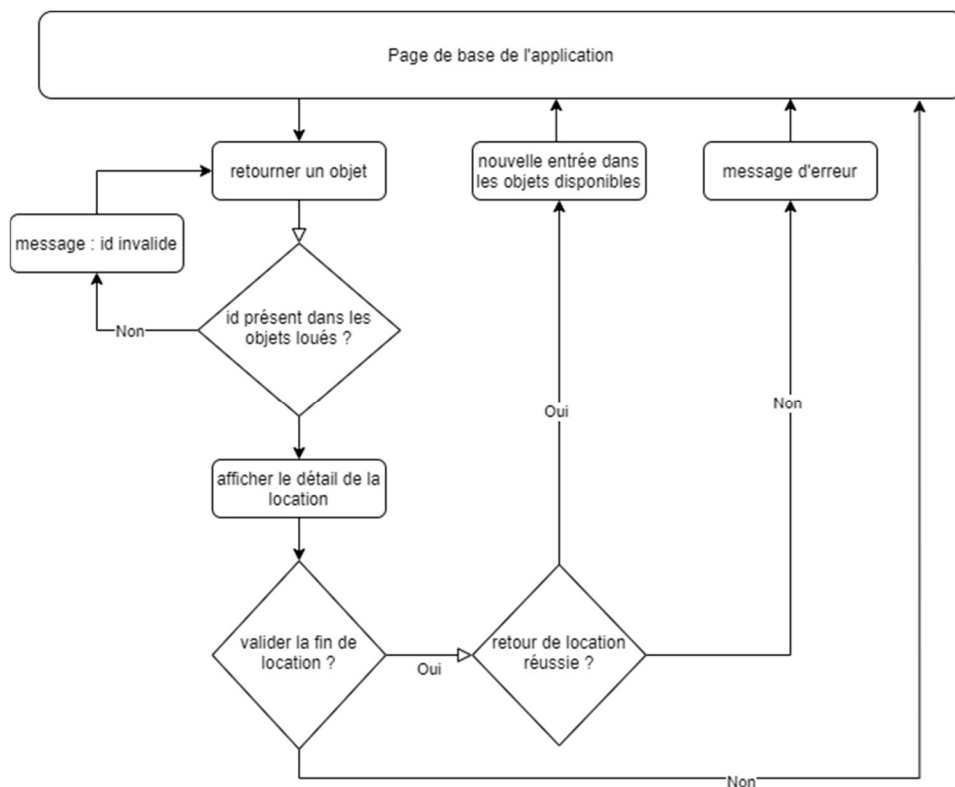 Page de base de l'application
retourner un objet
nouvelle entrée dans
les objets disponibles
message d'erreur
message : id invalide
id présent dans les
objets loués ?
Non
Oui
Non
afficher le détail de la
location
valider la fin de
location ?
Oui
retour de location
réussie ?
Non